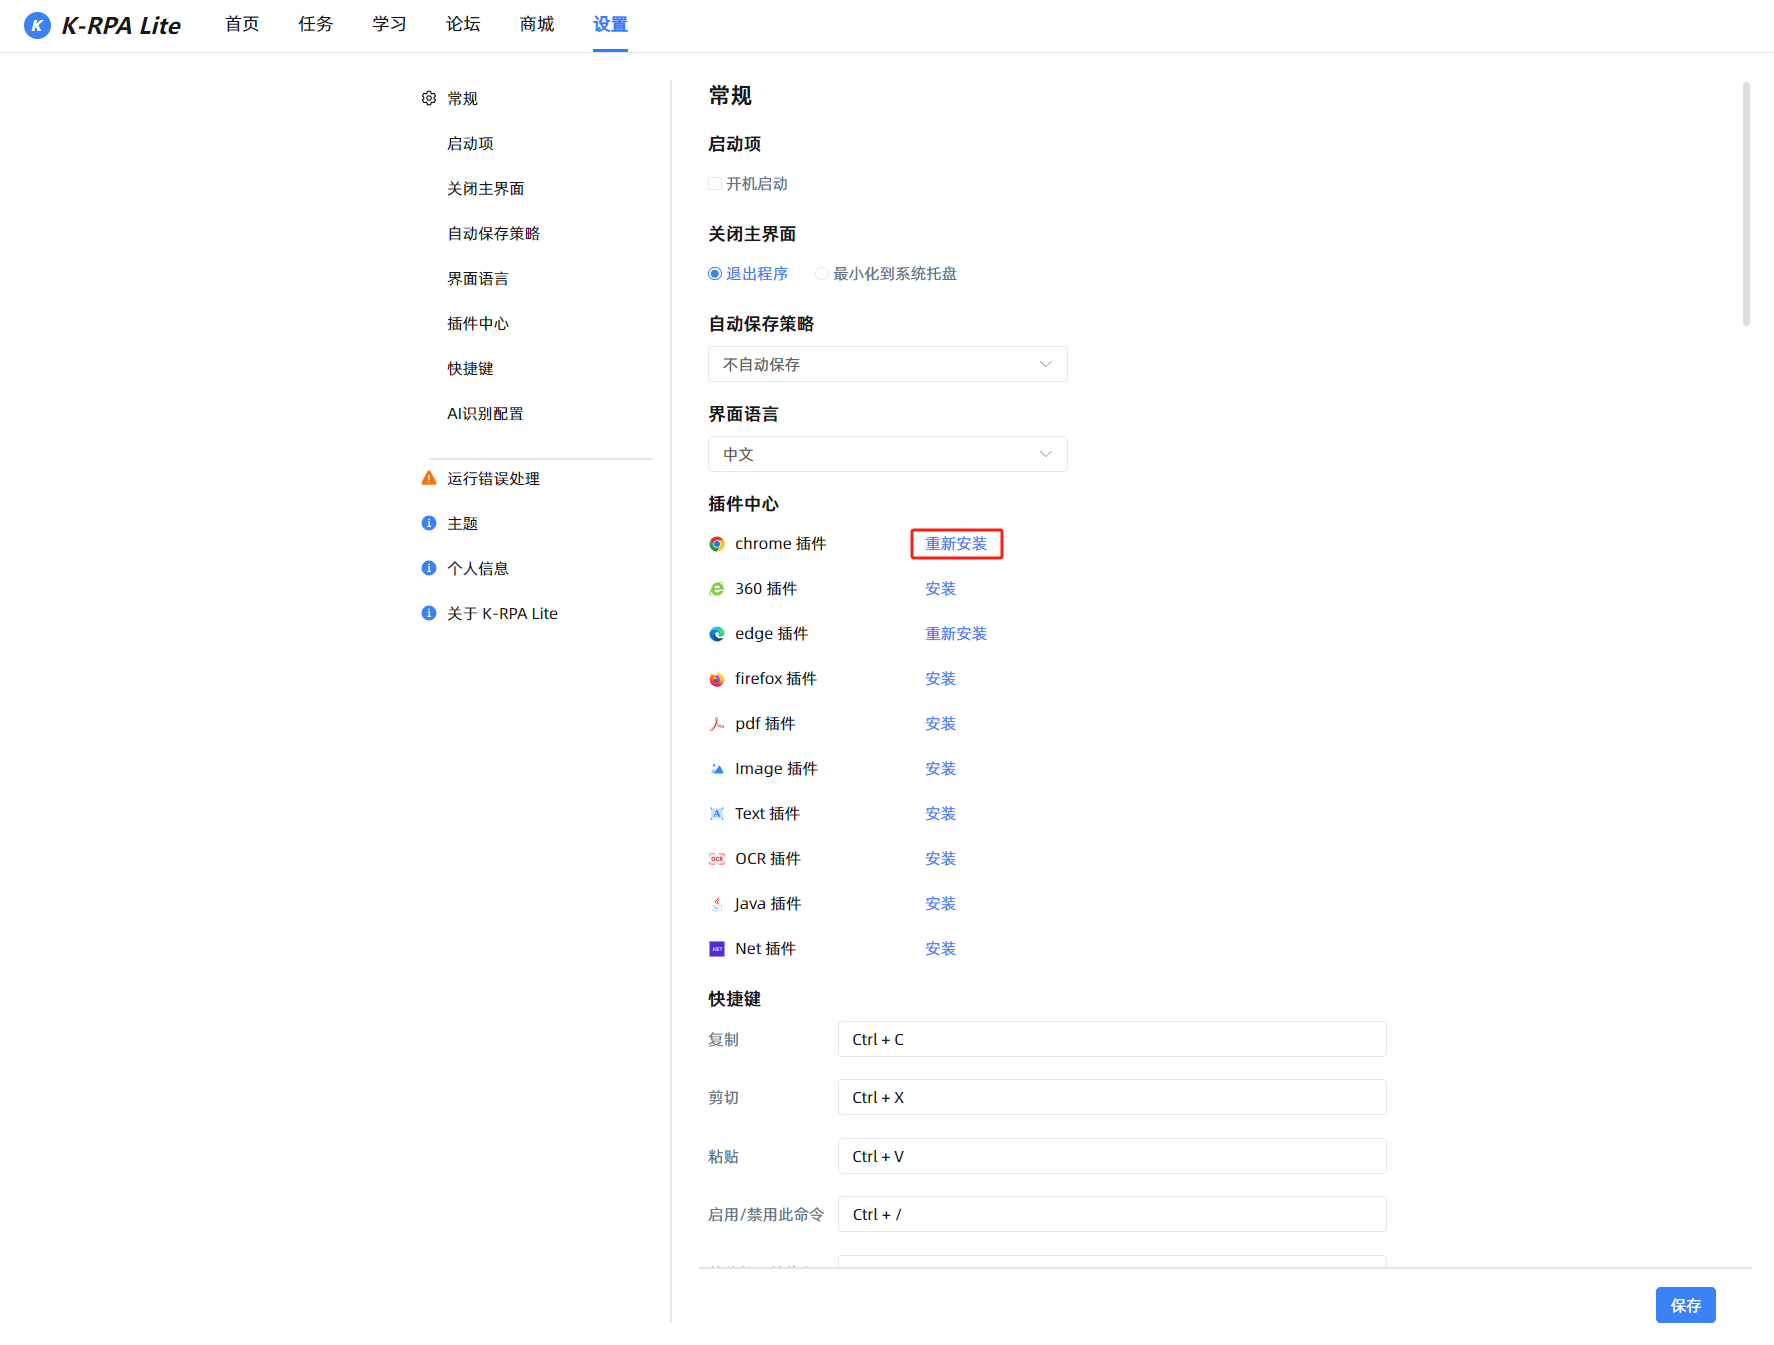 K K-RPA Lite 首页 任务 学习 论坛 商城 设置
常规
启动项
关闭主界面
自动保存策略
界面语言
插件中心
快捷键
AI识别配置
运行错误处理
主题
个人信息
关于 K-RPA Lite
常规
启动项
开机启动
关闭主界面
退出程序 最小化到系统托盘
自动保存策略
不自动保存
界面语言
中文
插件中心
chrome 插件 重新安装
360 插件 安装
edge 插件 重新安装
firefox 插件 安装
pdf 插件 安装
Image 插件 安装
Text 插件 安装
OCR 插件 安装
Java 插件 安装
Net 插件 安装
快捷键
复制 Ctrl + C
剪切 Ctrl + X
粘贴 Ctrl + V
启用/禁用此命令 Ctrl + /
保存